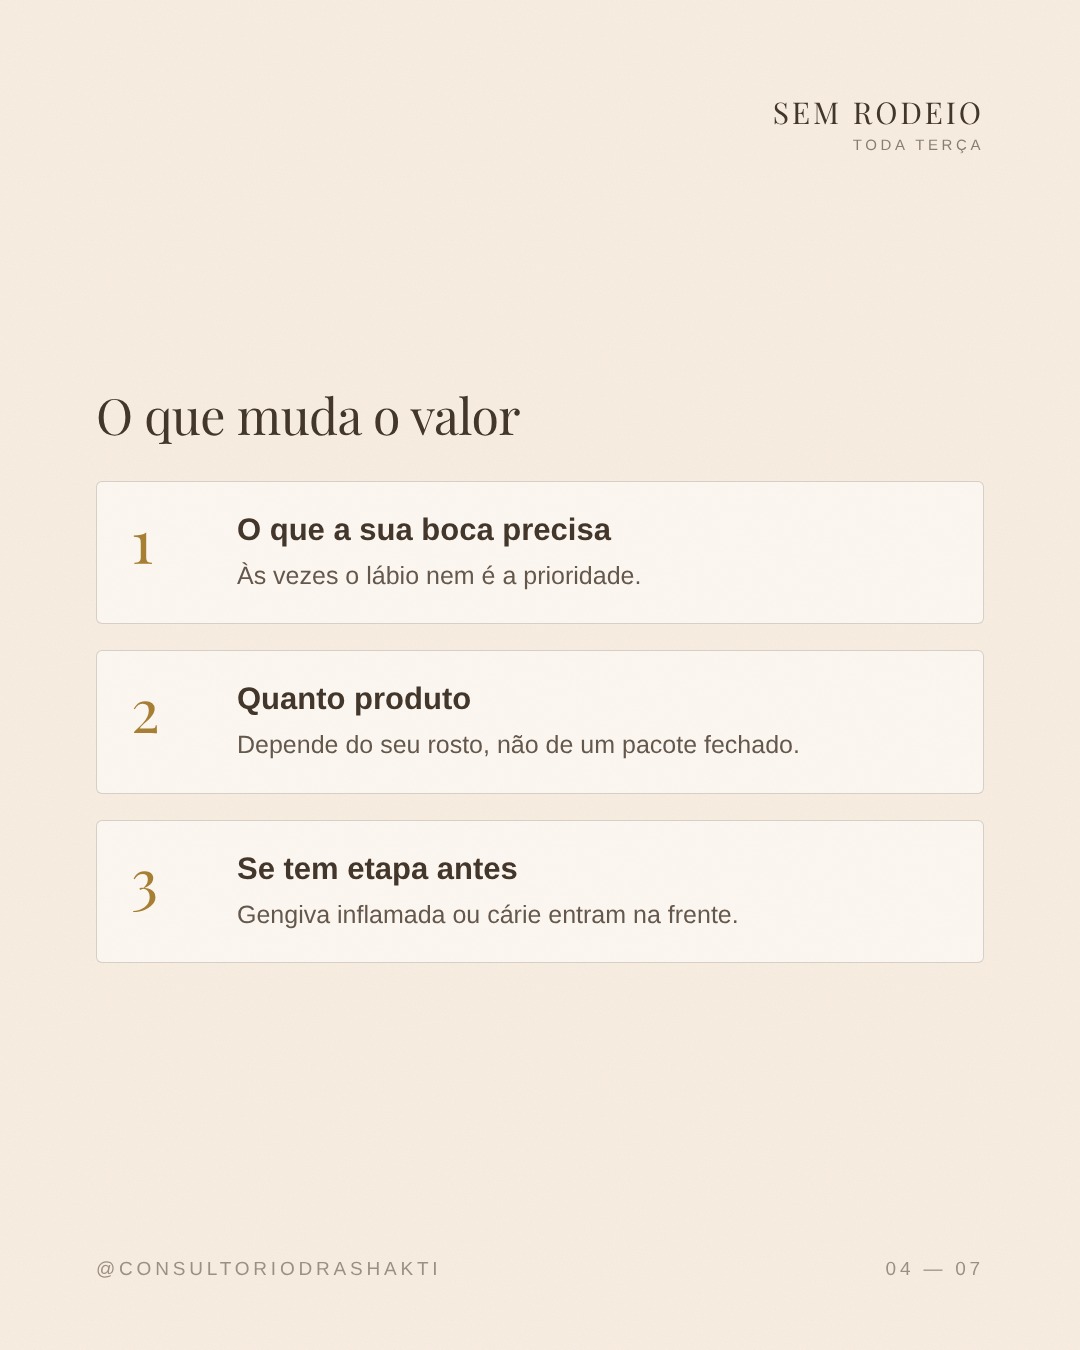 SEM RODEIO
TODA TERÇA
O que muda o valor
1
O que a sua boca precisa
Às vezes o lábio nem é a prioridade.
2
Quanto produto
Depende do seu rosto, não de um pacote fechado.
3
Se tem etapa antes
Gengiva inflamada ou cárie entram na frente.
@CONSULTORIODRASHAKTI
04 — 07